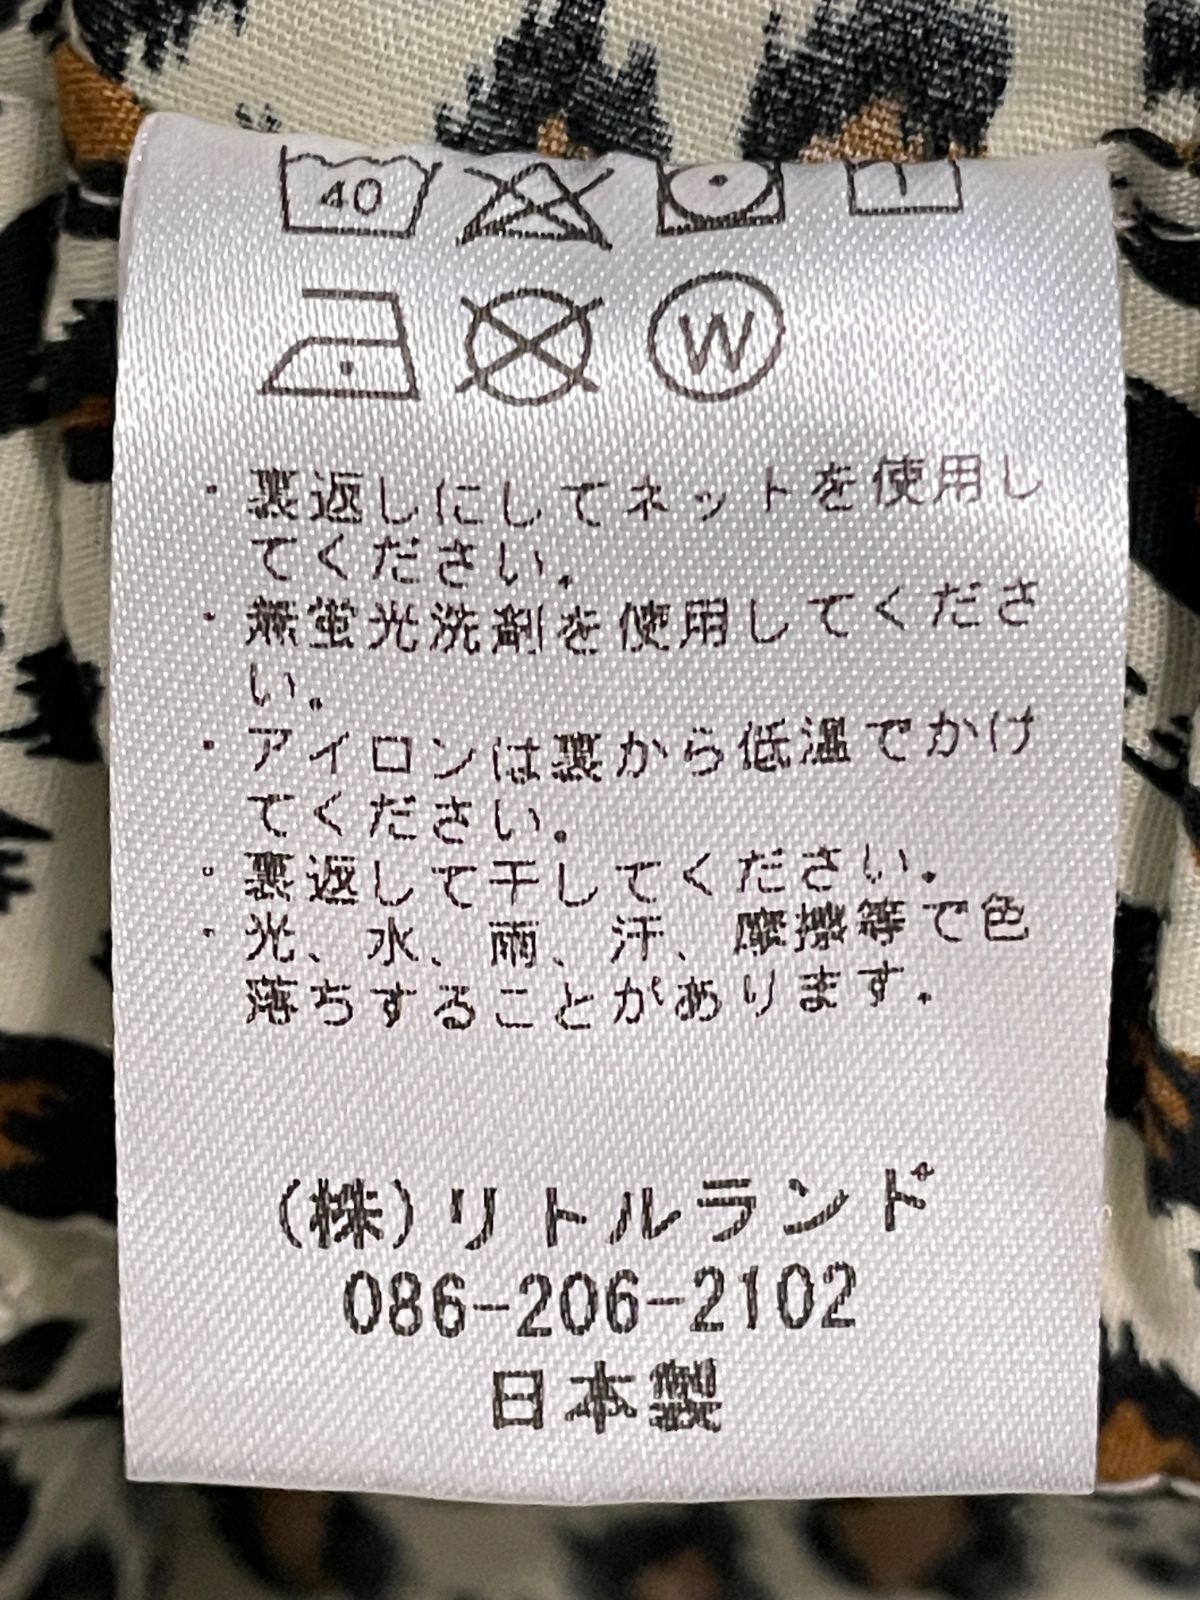 40
W
・裏返しにしてネットを使用し
てください。
・無蛍光洗剤を使用してくださ
い。
・アイロンは裏から低温でかけ
てください。
・裏返して干してください。
・光、水、雨、汗、摩擦等で色
落ちすることがあります。
(株)リトルランド
086-206-2102
日本製